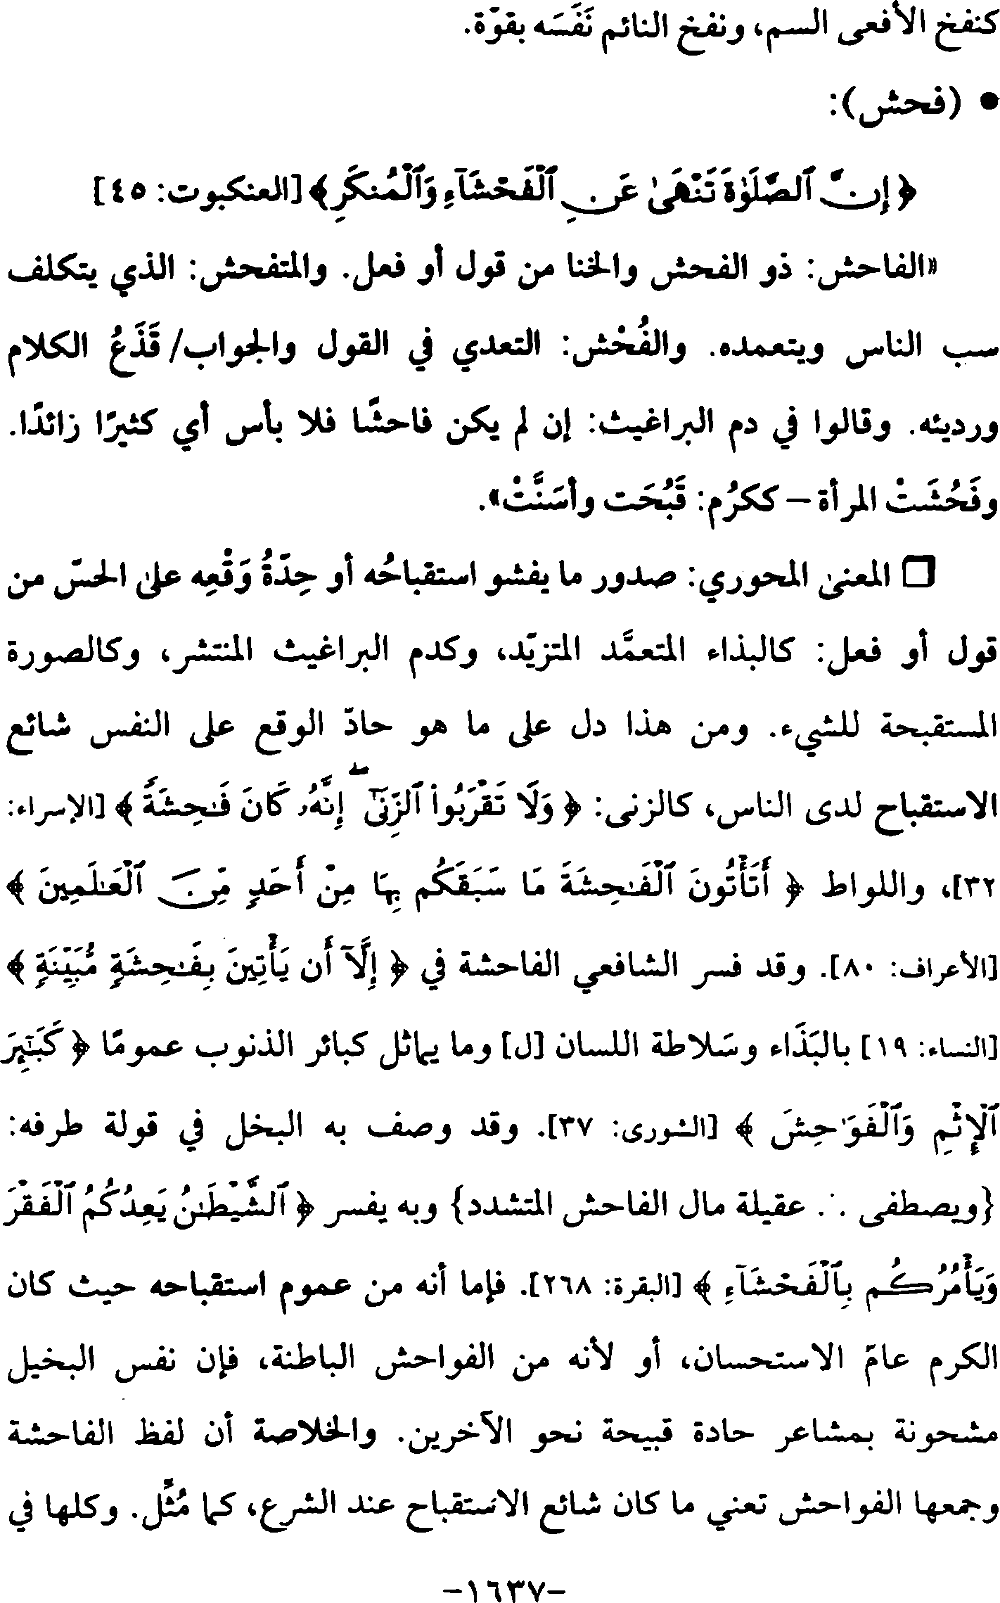 كنفخ الأفعى السم، ونفخ النائم نَفَسَه بقوّة.
• (فحش):
﴿ إِنَّ ٱلصَّلَوٰةَ تَنْهَىٰ عَنِ ٱلْفَحْشَآءِ وَٱلْمُنكَرِ ﴾ [العنكبوت: ٤٥]
«الفاحش: ذو الفحش والخنا من قول أو فعل. والمتفحش: الذي يتكلف
سب الناس ويتعمده. والفُحْش: التعدي في القول والجواب/ قَذَعُ الكلام
ورديئه. وقالوا في دم البراغيث: إن لم يكن فاحشًا فلا بأس أي كثيرًا زائدًا.
وفَحُشَتْ المرأة – ككرُم: قَبُحَت وأسَنَّتْ».
❒ المعنى المحوري: صدور ما يفشو استقباحُه أو حِدّةُ وَقْعِه على الحسّ من
قول أو فعل: كالبذاء المتعمَّد المتزيّد، وكدم البراغيث المنتشر، وكالصورة
المستقبحة للشيء. ومن هذا دل على ما هو حادّ الوقع على النفس شائع
الاستقباح لدى الناس، كالزنى: ﴿ وَلَا تَقْرَبُوا۟ ٱلزِّنَىٰٓ ۖ إِنَّهُۥ كَانَ فَـٰحِشَةً ﴾ [الإسراء:
٣٢]، واللواط ﴿ أَتَأْتُونَ ٱلْفَـٰحِشَةَ مَا سَبَقَكُم بِهَا مِنْ أَحَدٍ مِّنَ ٱلْعَـٰلَمِينَ ﴾
[الأعراف: ٨٠]. وقد فسر الشافعي الفاحشة في ﴿ إِلَّآ أَن يَأْتِينَ بِفَـٰحِشَةٍ مُّبَيِّنَةٍ ﴾
[النساء: ١٩] بالبَذَاء وسَلاطة اللسان [ل] وما يماثل كبائر الذنوب عمومًا ﴿ كَبَـٰٓئِرَ
ٱلْإِثْمِ وَٱلْفَوَٰحِشَ ﴾ [الشورى: ٣٧]. وقد وصف به البخل في قولة طرفه:
{ويصطفى ∴ عقيلة مال الفاحش المتشدد} وبه يفسر ﴿ ٱلشَّيْطَـٰنُ يَعِدُكُمُ ٱلْفَقْرَ
وَيَأْمُرُكُم بِٱلْفَحْشَآءِ ﴾ [البقرة: ٢٦٨]. فإما أنه من عموم استقباحه حيث كان
الكرم عامّ الاستحسان، أو لأنه من الفواحش الباطنة، فإن نفس البخيل
مشحونة بمشاعر حادة قبيحة نحو الآخرين. والخلاصة أن لفظ الفاحشة
وجمعها الفواحش تعني ما كان شائع الاستقباح عند الشرع، كما مُثِّل. وكلها في
-١٦٣٧-